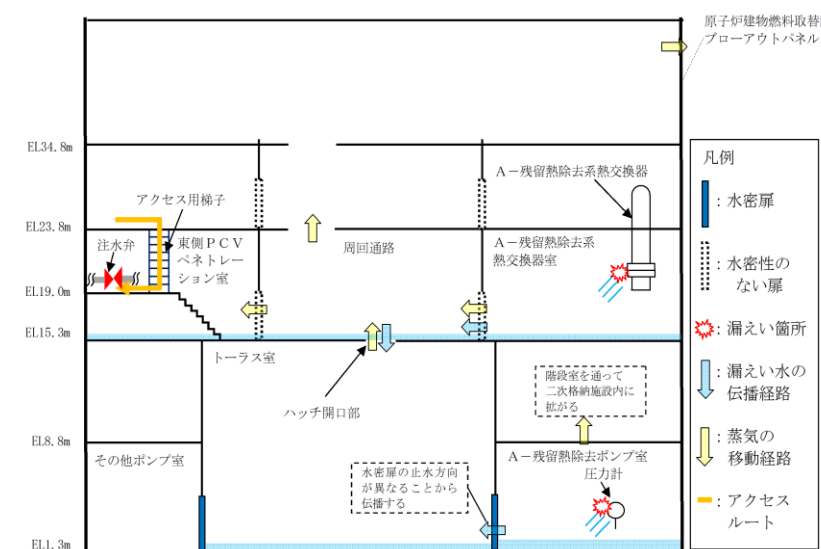 原子炉建物燃料取替
ブローアウトパネル
EL34.8m
A－残留熱除去系熱交換器
アクセス用梯子
EL23.8m
注水弁
東側PCV
ペネトレー
ション室
周回通路
A－残留熱除去系
熱交換器室
EL19.0m
EL15.3m
トーラス室
ハッチ開口部
階段室を通って
二次格納施設内に
拡がる
EL8.8m
その他ポンプ室
A－残留熱除去ポンプ室
圧力計
水密扉の止水方向
が異なることから
伝播する
EL1.3m
凡例
：水密扉
：水密性の
ない扉
：漏えい箇所
：漏えい水の
伝播経路
：蒸気の
移動経路
：アクセス
ルート